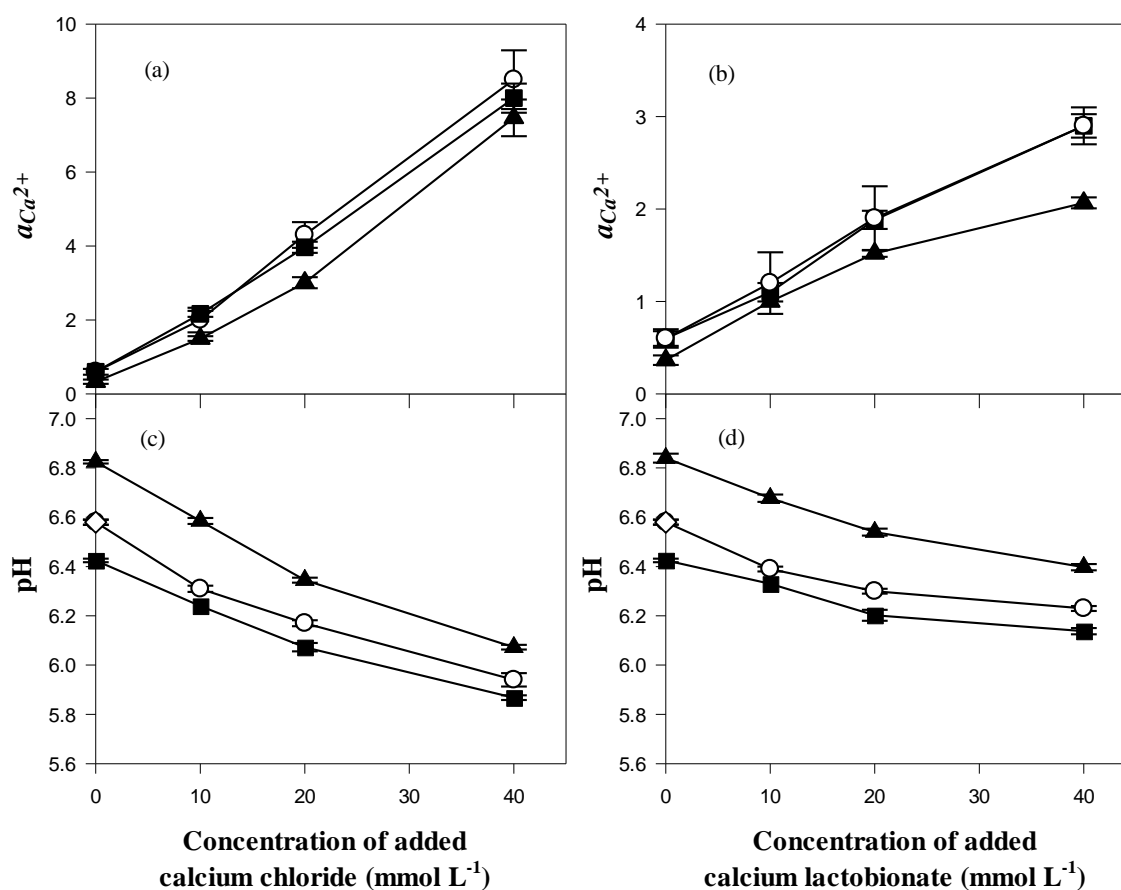 (a)
10
8
6
4
2
0
aCa2+
(b)
4
3
2
1
0
aCa2+
(c)
7.0
6.8
6.6
6.4
6.2
6.0
5.8
5.6
pH
0 10 20 30 40
Concentration of added
calcium chloride (mmol L-1)
(d)
7.0
6.8
6.6
6.4
6.2
6.0
5.8
5.6
pH
0 10 20 30 40
Concentration of added
calcium lactobionate (mmol L-1)